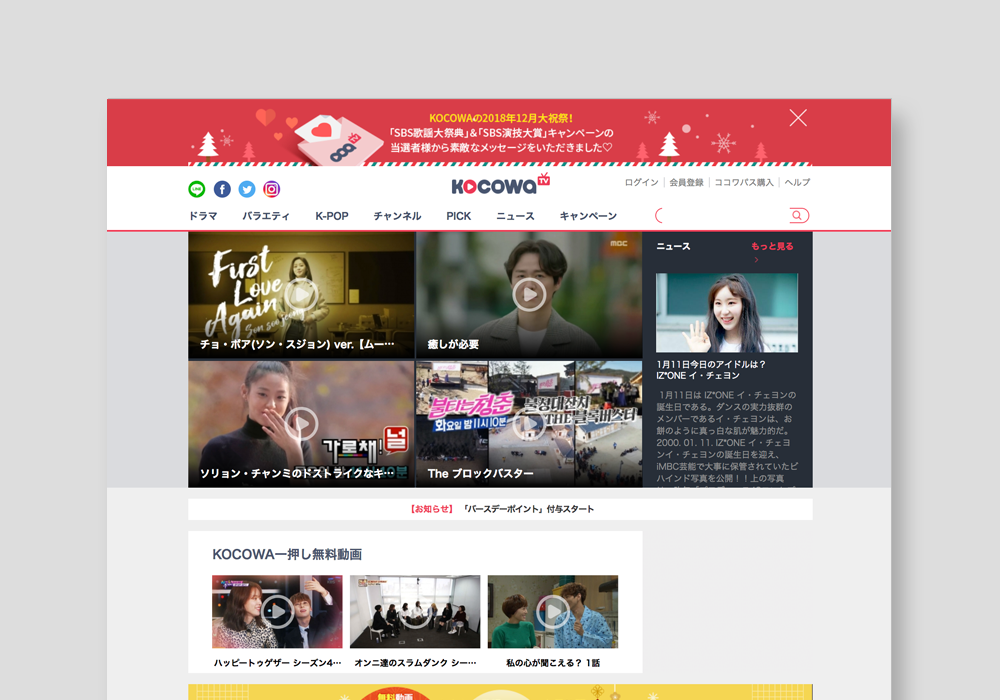 KOCOWAの2018年12月大祝祭!
「SBS歌謡大祭典」&「SBS演技大賞」キャンペーンの
当選者様から素敵なメッセージをいただきました♡
LINE
KOCOWA TV
ログイン 会員登録 ココワパス購入 ヘルプ
ドラマ バラエティ K-POP チャンネル PICK ニュース キャンペーン
First
Love
Again
Son soo gyung
チョ・ボア(ソン・スジョン) ver.【ムー…
MBC
癒しが必要
ニュース もっと見る
1月11日今日のアイドルは？
IZ*ONE イ・チェヨン
1月11日は IZ*ONE イ・チェヨンの
誕生日である。ダンスの実力抜群の
メンバーであるイ・チェヨンは、お
餅のように真っ白な肌が魅力的だ。
2000. 01. 11. IZ*ONE イ・チェヨ
ンイ・チェヨンの誕生日を迎え、
iMBC芸能で大事に保管されていたビ
ハインド写真を公開！！上の写真
가로채!널
ソリョン・チャンミのドストライクなギ…
불타는청춘
화요일 밤 11시10분
The ブロックバスター
【お知らせ】 「バースデーポイント」付与スタート
KOCOWA一押し無料動画
ハッピートゥゲザー シーズン4…
オンニ達のスラムダンク シー…
私の心が聞こえる？ 1話
無料動画